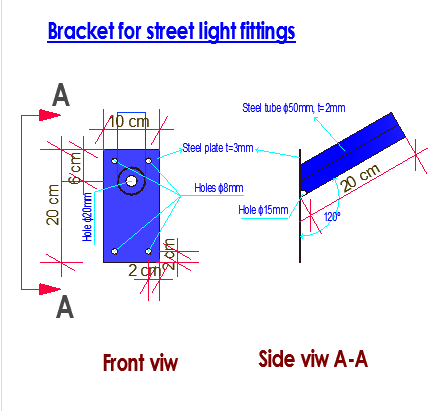 Bracket for street light fittings
A
10 cm
Steel tube ϕ50mm, t=2mm
Steel plate t=3mm
6 cm
20 cm
Hole ϕ20mm
Holes ϕ8mm
Hole ϕ15mm
20 cm
120°
2 cm
2 cm
A
Front viw
Side viw A-A